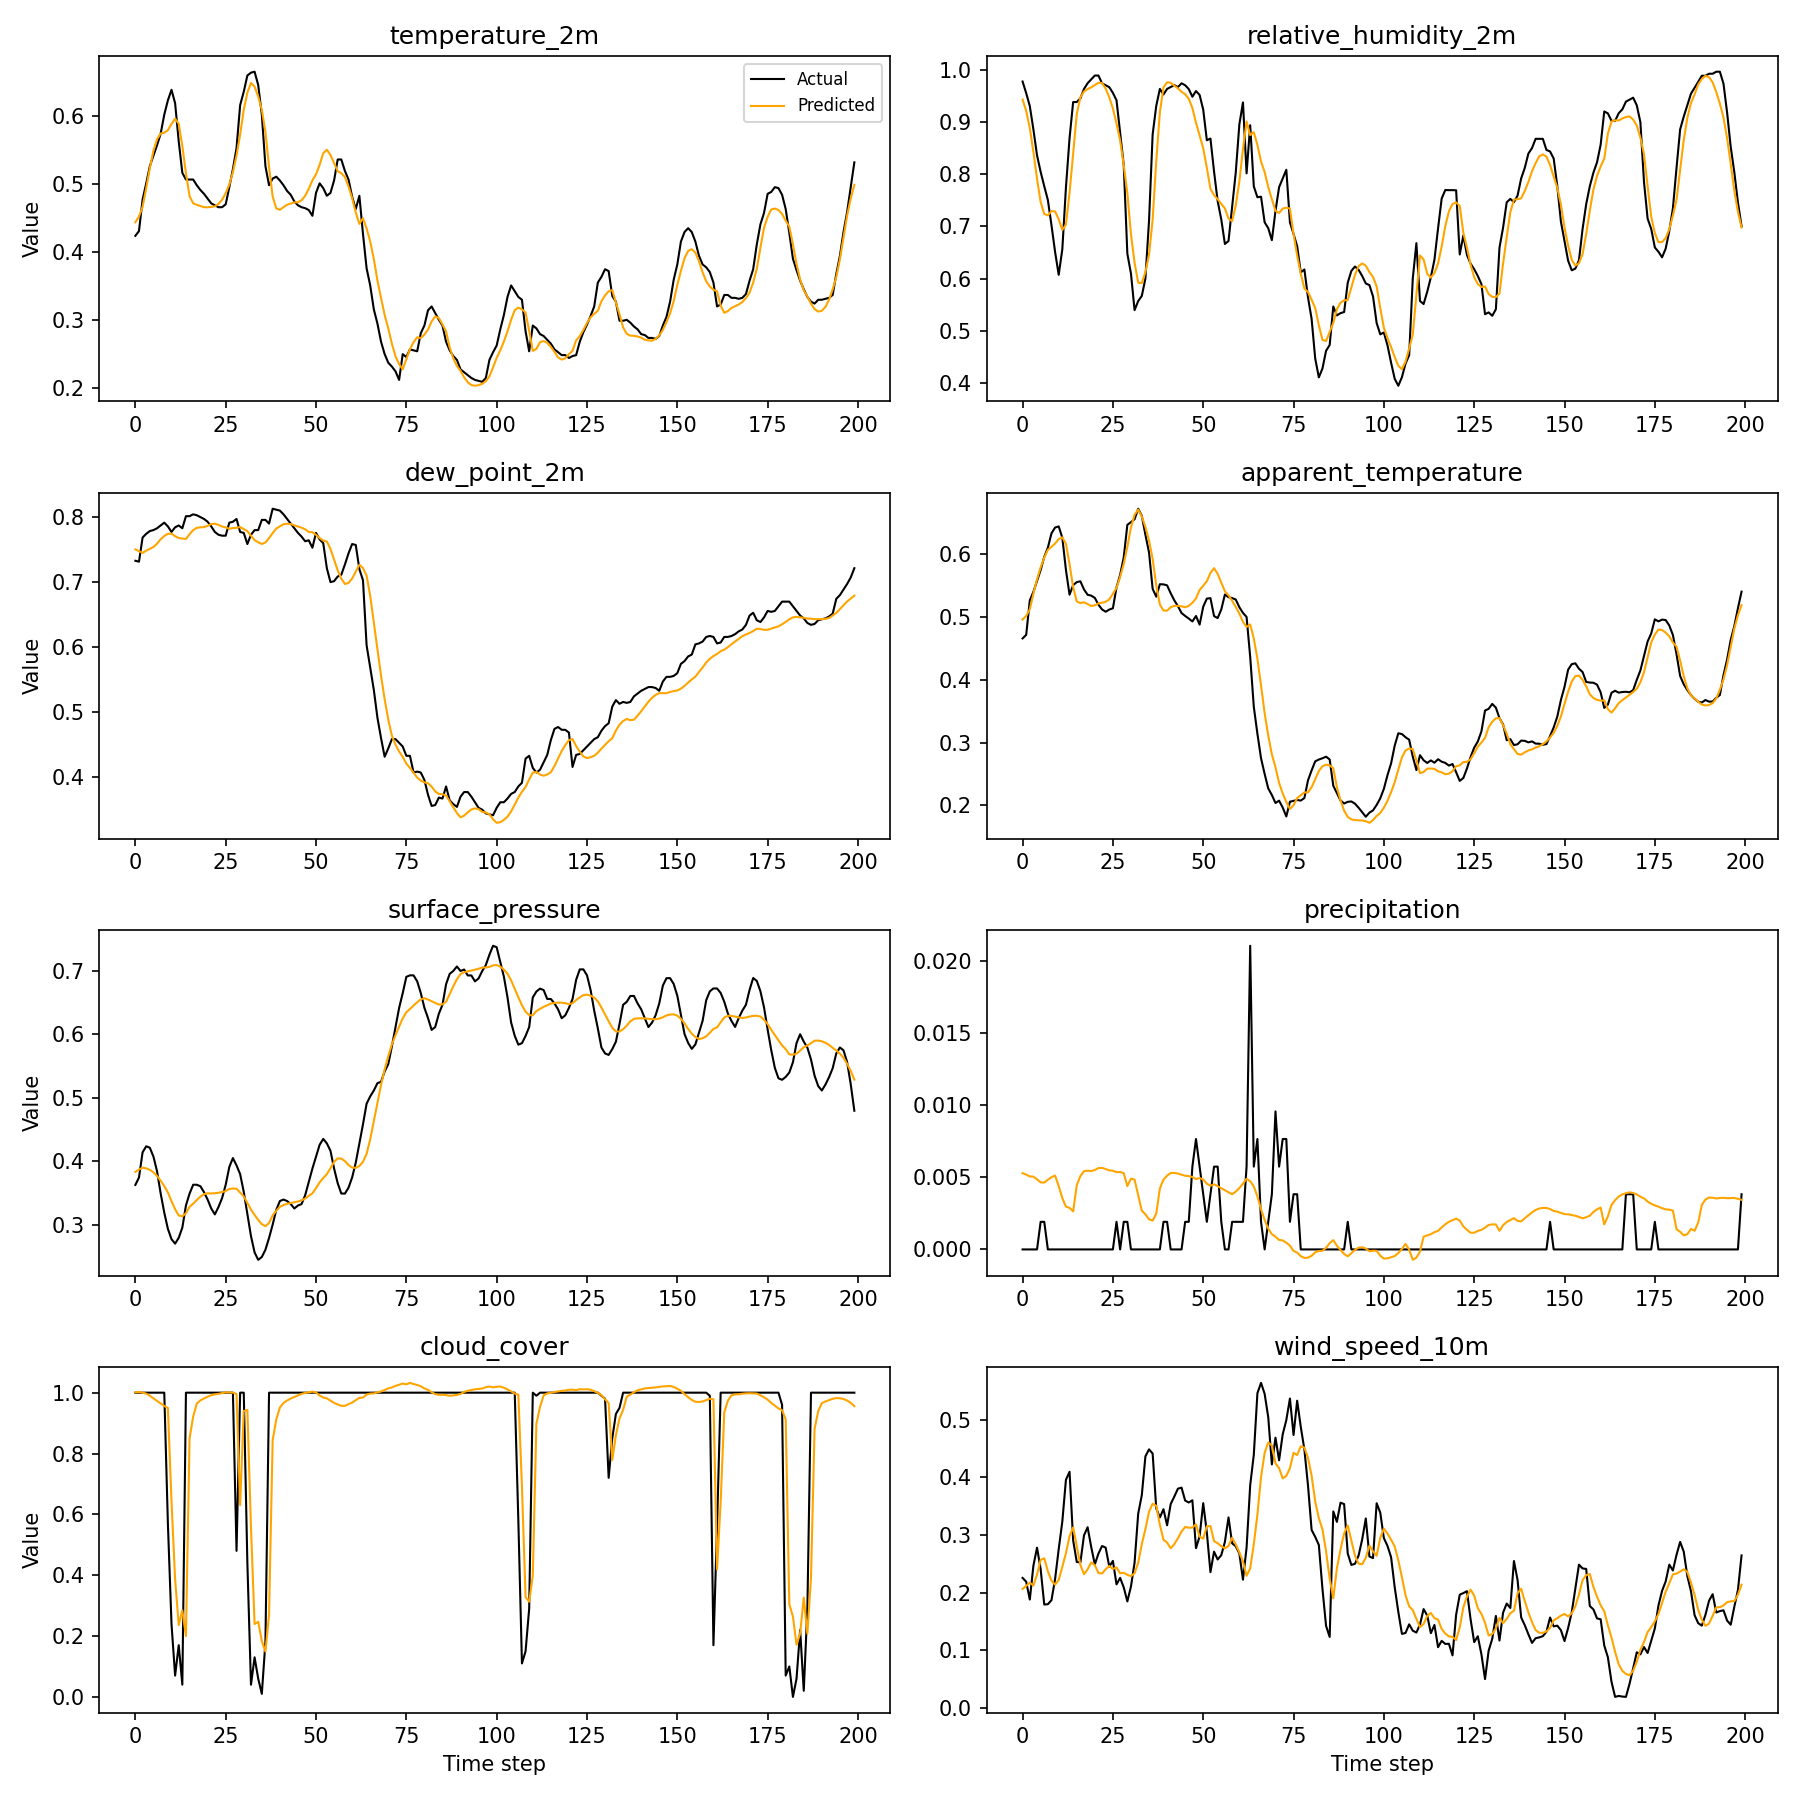 temperature_2m
Value
0.6
0.5
0.4
0.3
0.2
0 25 50 75 100 125 150 175 200
Actual
Predicted
relative_humidity_2m
1.0
0.9
0.8
0.7
0.6
0.5
0.4
0 25 50 75 100 125 150 175 200
dew_point_2m
Value
0.8
0.7
0.6
0.5
0.4
0 25 50 75 100 125 150 175 200
apparent_temperature
0.6
0.5
0.4
0.3
0.2
0 25 50 75 100 125 150 175 200
surface_pressure
Value
0.7
0.6
0.5
0.4
0.3
0 25 50 75 100 125 150 175 200
precipitation
0.020
0.015
0.010
0.005
0.000
0 25 50 75 100 125 150 175 200
cloud_cover
Value
1.0
0.8
0.6
0.4
0.2
0.0
0 25 50 75 100 125 150 175 200
Time step
wind_speed_10m
0.5
0.4
0.3
0.2
0.1
0.0
0 25 50 75 100 125 150 175 200
Time step